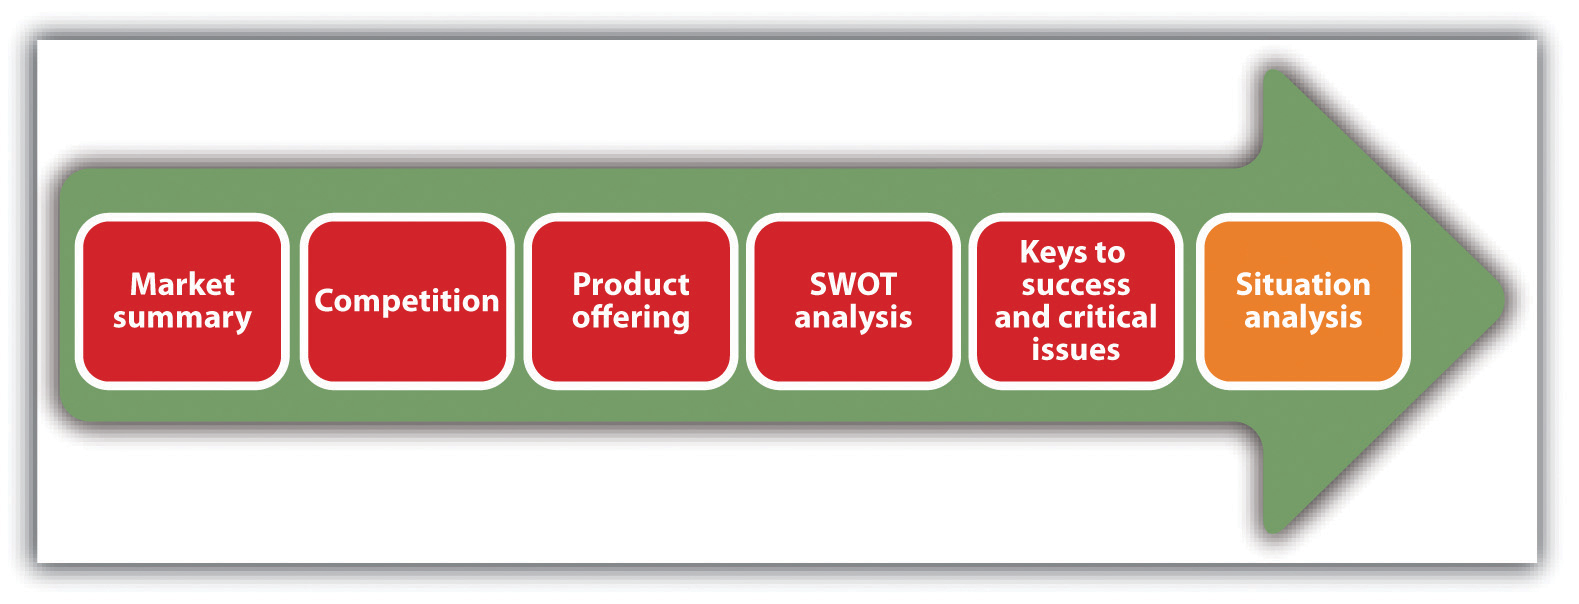 Market
summary
Competition
Product
offering
SWOT
analysis
Keys to
success
and critical
issues
Situation
analysis